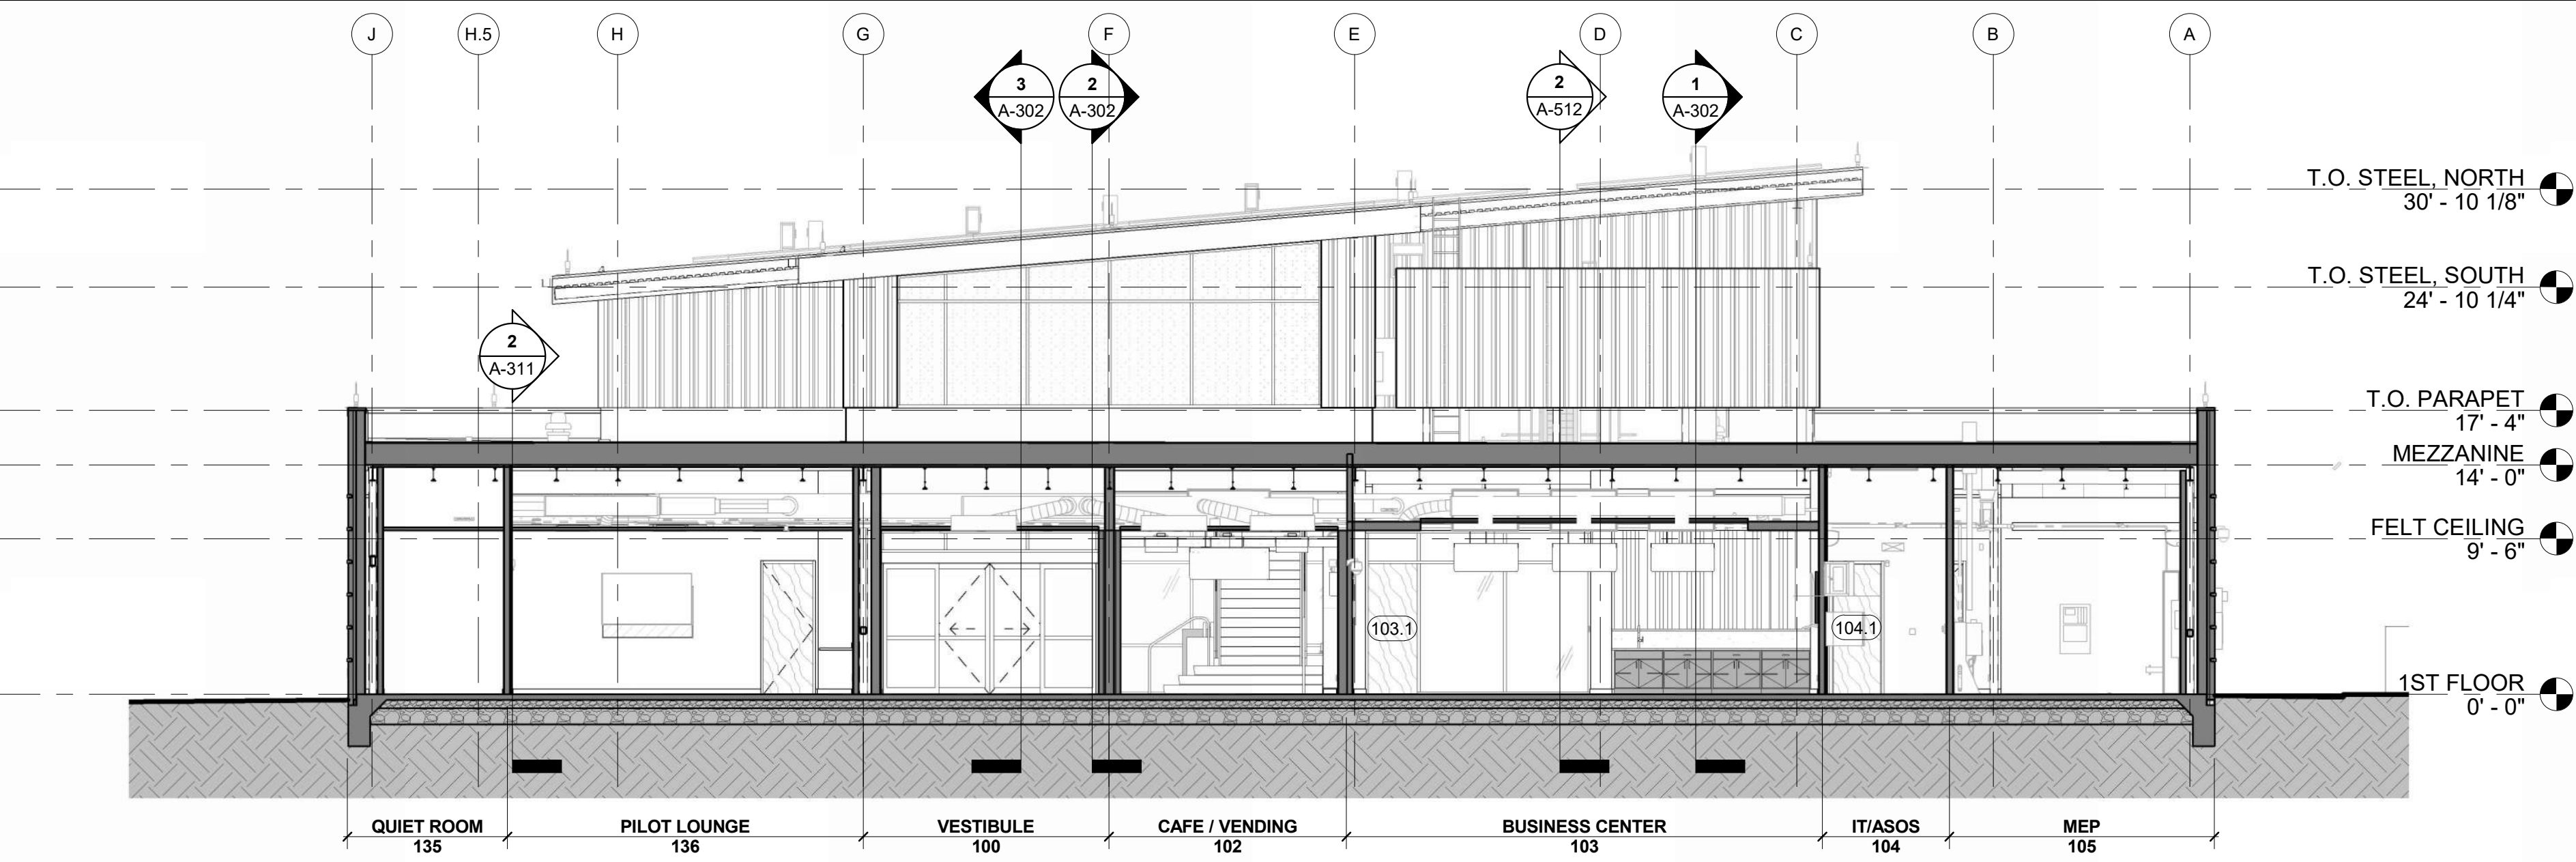 J
H.5
H
G
F
E
D
C
B
A
3
A-302
2
A-302
2
A-512
1
A-302
T.O. STEEL, NORTH
30' - 10 1/8"
T.O. STEEL, SOUTH
24' - 10 1/4"
2
A-311
T.O. PARAPET
17' - 4"
MEZZANINE
14' - 0"
FELT CEILING
9' - 6"
103.1
104.1
1ST FLOOR
0' - 0"
QUIET ROOM
135
PILOT LOUNGE
136
VESTIBULE
100
CAFE / VENDING
102
BUSINESS CENTER
103
IT/ASOS
104
MEP
105